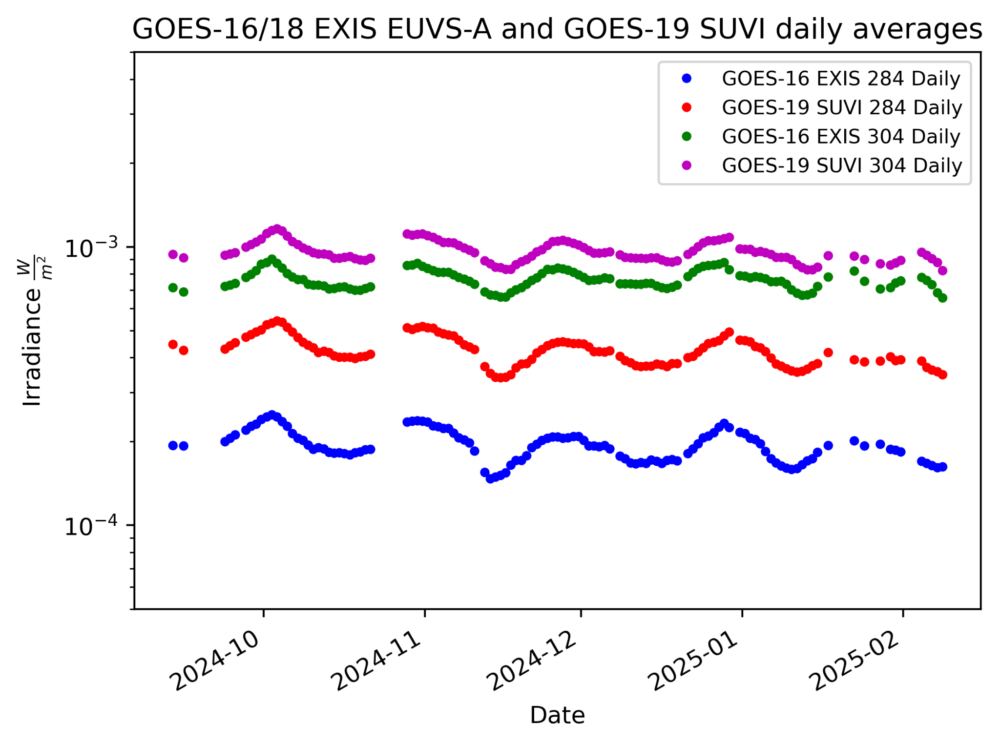 GOES-16/18 EXIS EUVS-A and GOES-19 SUVI daily averages
GOES-16 EXIS 284 Daily
GOES-19 SUVI 284 Daily
GOES-16 EXIS 304 Daily
GOES-19 SUVI 304 Daily
Irradiance W/m²
10⁻³
10⁻⁴
2024-10
2024-11
2024-12
2025-01
2025-02
Date